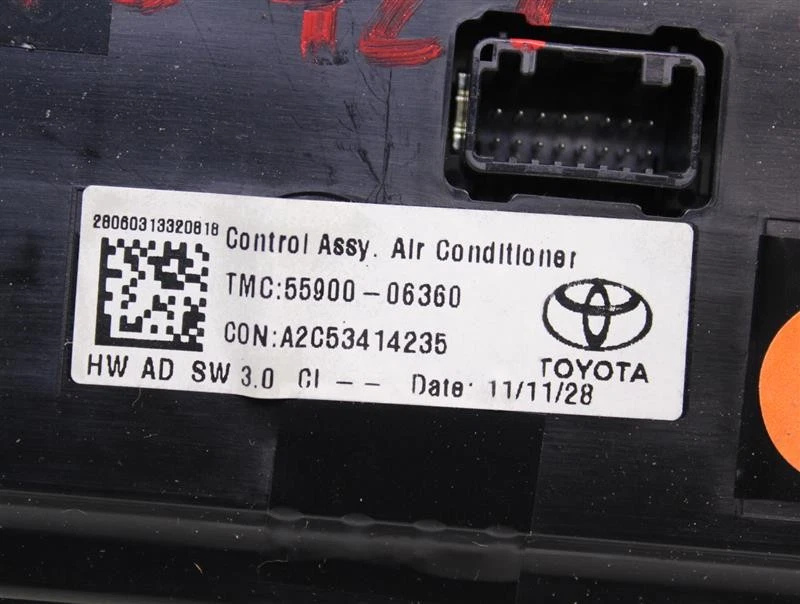 421
28060313320818
Control Assy. Air Conditioner
TMC:55900-06360
CON:A2C53414235
HW AD SW 3.0 CI -- Date: 11/11/28
TOYOTA